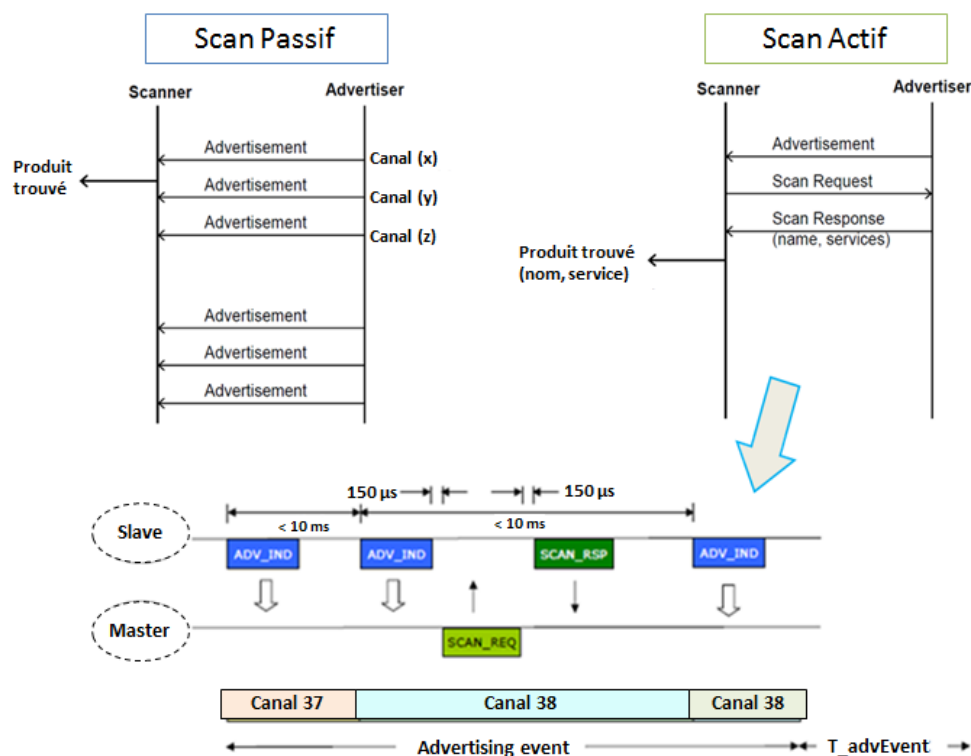 Scan Passif
Scan Actif
Scanner
Advertiser
Advertisement
Canal (x)
Produit
trouvé
Advertisement
Canal (y)
Advertisement
Canal (z)
Advertisement
Advertisement
Advertisement
Scanner
Advertiser
Advertisement
Scan Request
Scan Response
(name, services)
Produit trouvé
(nom, service)
150 µs
150 µs
< 10 ms
< 10 ms
Slave
ADV_IND
ADV_IND
SCAN_RSP
ADV_IND
Master
SCAN_REQ
Canal 37
Canal 38
Canal 38
Advertising event
T_advEvent